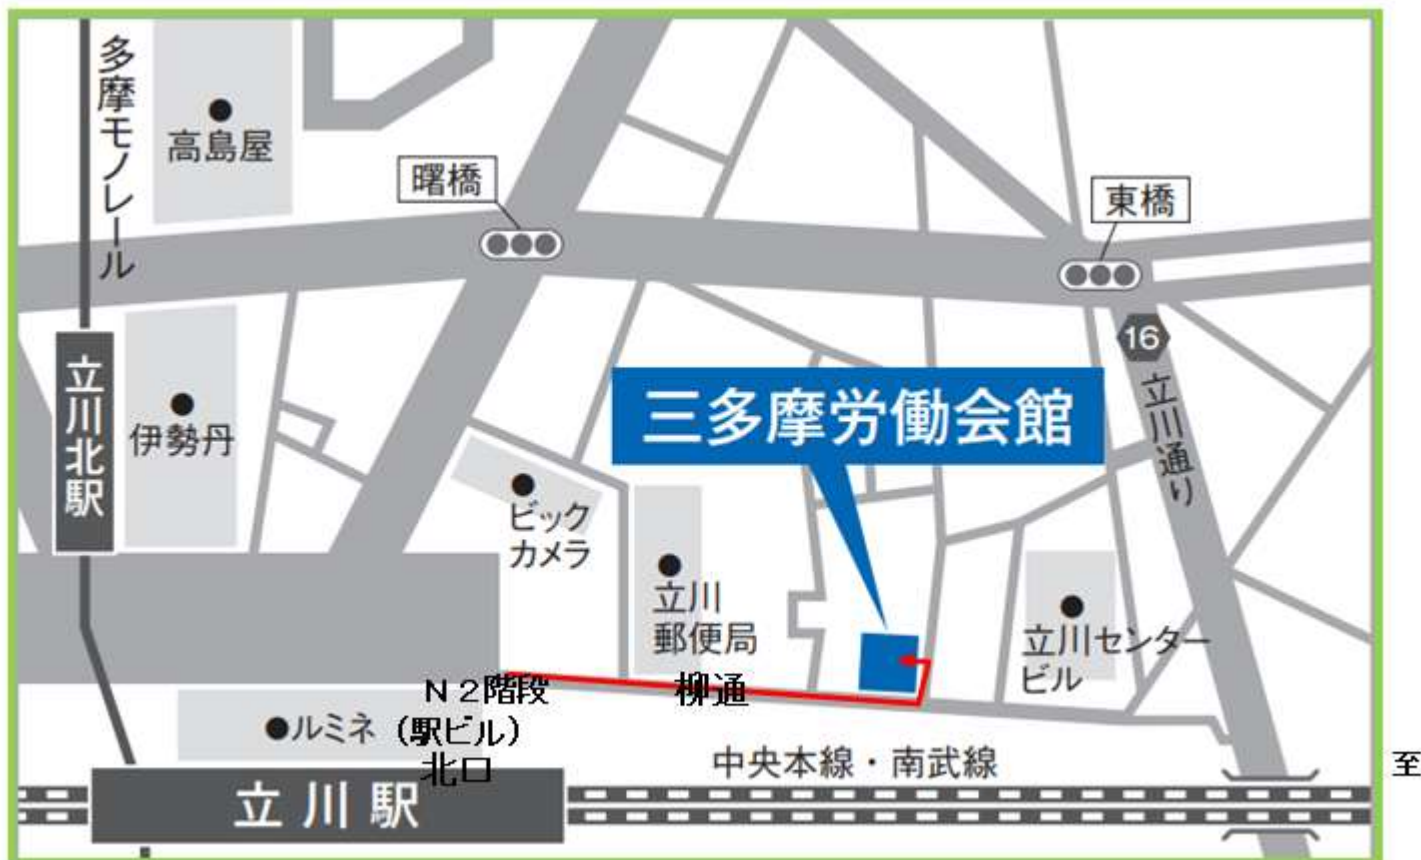 多摩モノレール
高島屋
曙橋
東橋
16
立川通り
立川北駅
伊勢丹
三多摩労働会館
ビック
カメラ
立川
郵便局
立川センター
ビル
N2階段
柳通
ルミネ
(駅ビル)
北口
中央本線・南武線
至
立川駅